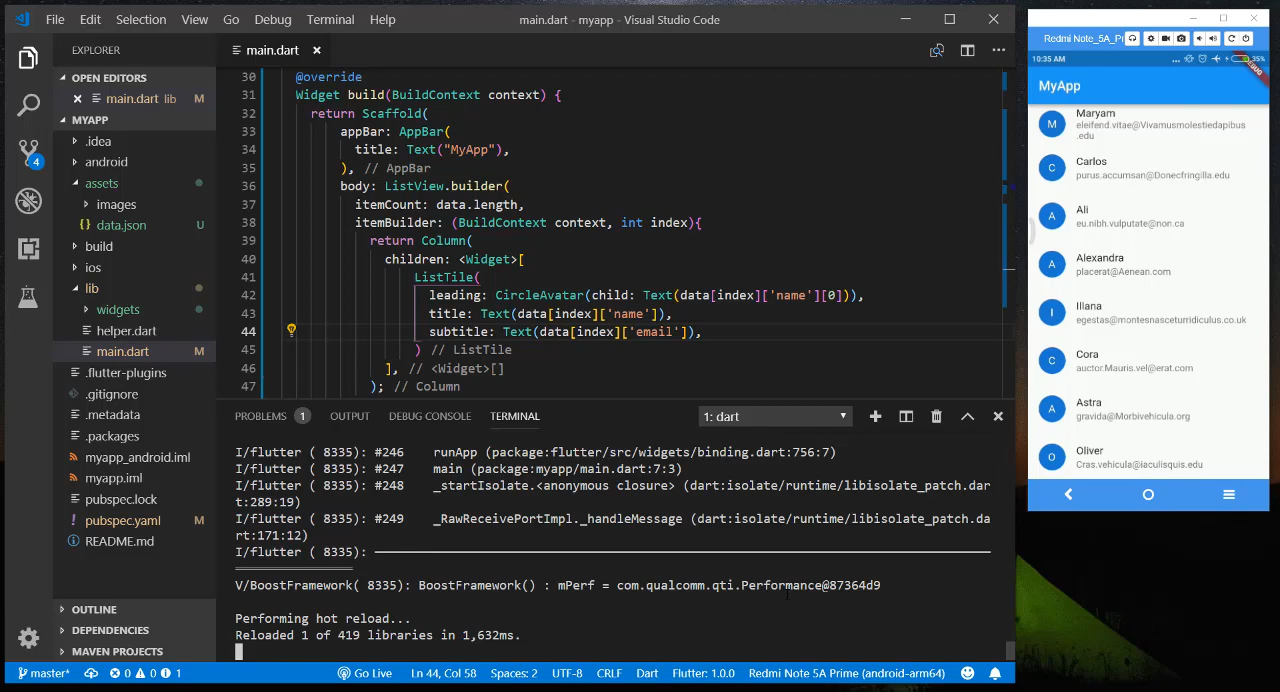 File Edit Selection View Go Debug Terminal Help main.dart - myapp - Visual Studio Code
EXPLORER
OPEN EDITORS
main.dart lib M
MYAPP
.idea
android
assets
images
data.json U
build
ios
lib
widgets
helper.dart
main.dart M
.flutter-plugins
.gitignore
.metadata
.packages
myapp_android.iml
myapp.iml
pubspec.lock
pubspec.yaml M
README.md
OUTLINE
DEPENDENCIES
MAVEN PROJECTS
4
main.dart
30 @override
31 Widget build(BuildContext context) {
32 return Scaffold(
33 appBar: AppBar(
34 title: Text("MyApp"),
35 ), // AppBar
36 body: ListView.builder(
37 itemCount: data.length,
38 itemBuilder: (BuildContext context, int index){
39 return Column(
40 children: <Widget>[
41 ListTile(
42 leading: CircleAvatar(child: Text(data[index]['name'][0])),
43 title: Text(data[index]['name']),
44 subtitle: Text(data[index]['email']),
45 ) // ListTile
46 ], // <Widget>[]
47 ); // Column
PROBLEMS 1 OUTPUT DEBUG CONSOLE TERMINAL 1: dart
I/flutter ( 8335): #246 runApp (package:flutter/src/widgets/binding.dart:756:7)
I/flutter ( 8335): #247 main (package:myapp/main.dart:7:3)
I/flutter ( 8335): #248 _startIsolate.<anonymous closure> (dart:isolate/runtime/libisolate_patch.dar
t:289:19)
I/flutter ( 8335): #249 _RawReceivePortImpl._handleMessage (dart:isolate/runtime/libisolate_patch.da
rt:171:12)
I/flutter ( 8335):
V/BoostFramework( 8335): BoostFramework() : mPerf = com.qualcomm.qti.Performance@87364d9
Performing hot reload...
Reloaded 1 of 419 libraries in 1,632ms.
master* 0 0 1 Go Live Ln 44, Col 58 Spaces: 2 UTF-8 CRLF Dart Flutter: 1.0.0 Redmi Note 5A Prime (android-arm64)
Redmi Note_5A_Pri
10:35 AM 35%
DEBUG
MyApp
M Maryam
eleifend.vitae@Vivamusmolestiedapibus
.edu
C Carlos
purus.accumsan@Donecfringilla.edu
A Ali
eu.nibh.vulputate@non.ca
A Alexandra
placerat@Aenean.com
I Illana
egestas@montesnasceturridiculus.co.uk
C Cora
auctor.Mauris.vel@erat.com
A Astra
gravida@Morbivehicula.org
O Oliver
Cras.vehicula@iaculisquis.edu